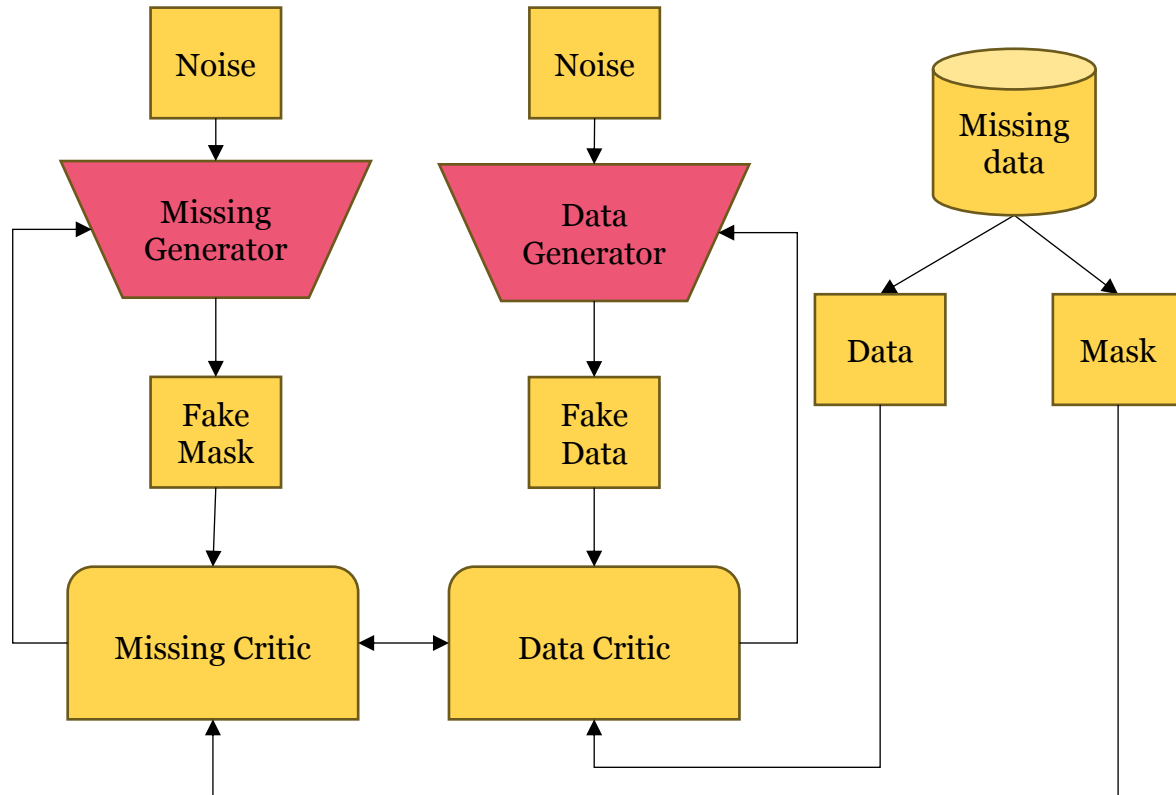 Noise
Noise
Missing
data
Missing
Generator
Data
Generator
Data
Mask
Fake
Mask
Fake
Data
Missing Critic
Data Critic